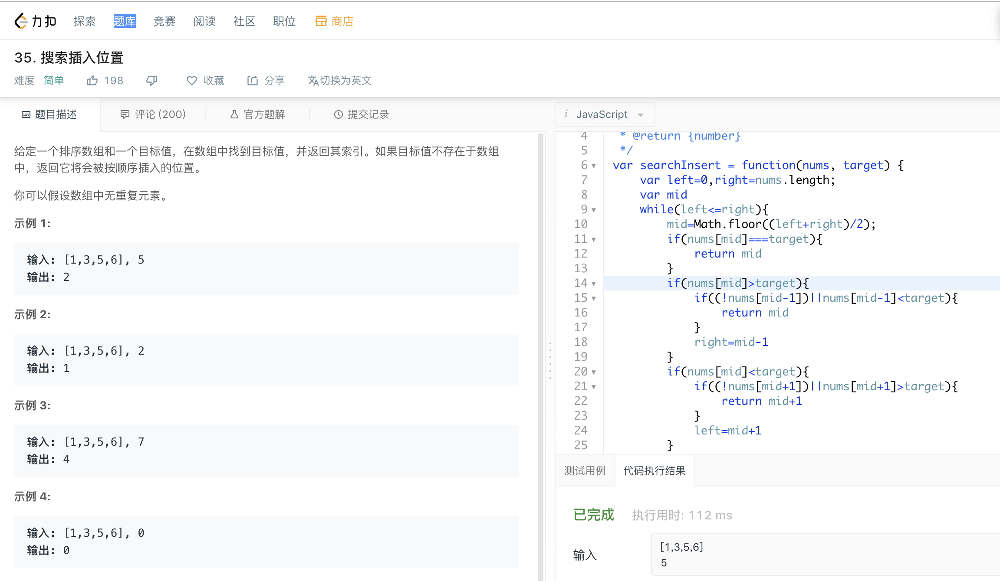 力扣 探索 题库 竞赛 阅读 社区 职位 商店
35. 搜索插入位置
难度 简单 198 收藏 分享 切换为英文
题目描述 评论 (200) 官方题解 提交记录
给定一个排序数组和一个目标值，在数组中找到目标值，并返回其索引。如果目标值不存在于数组
中，返回它将会被按顺序插入的位置。
你可以假设数组中无重复元素。
示例 1:
输入: [1,3,5,6], 5
输出: 2
示例 2:
输入: [1,3,5,6], 2
输出: 1
示例 3:
输入: [1,3,5,6], 7
输出: 4
示例 4:
输入: [1,3,5,6], 0
输出: 0
i JavaScript
4 * @return {number}
5 */
6 var searchInsert = function(nums, target) {
7 var left=0,right=nums.length;
8 var mid
9 while(left<=right){
10 mid=Math.floor((left+right)/2);
11 if(nums[mid]===target){
12 return mid
13 }
14 if(nums[mid]>target){
15 if((!nums[mid-1])||nums[mid-1]<target){
16 return mid
17 }
18 right=mid-1
19 }
20 if(nums[mid]<target){
21 if((!nums[mid+1])||nums[mid+1]>target){
22 return mid+1
23 }
24 left=mid+1
25 }
测试用例 代码执行结果
已完成 执行用时: 112 ms
输入
[1,3,5,6]
5